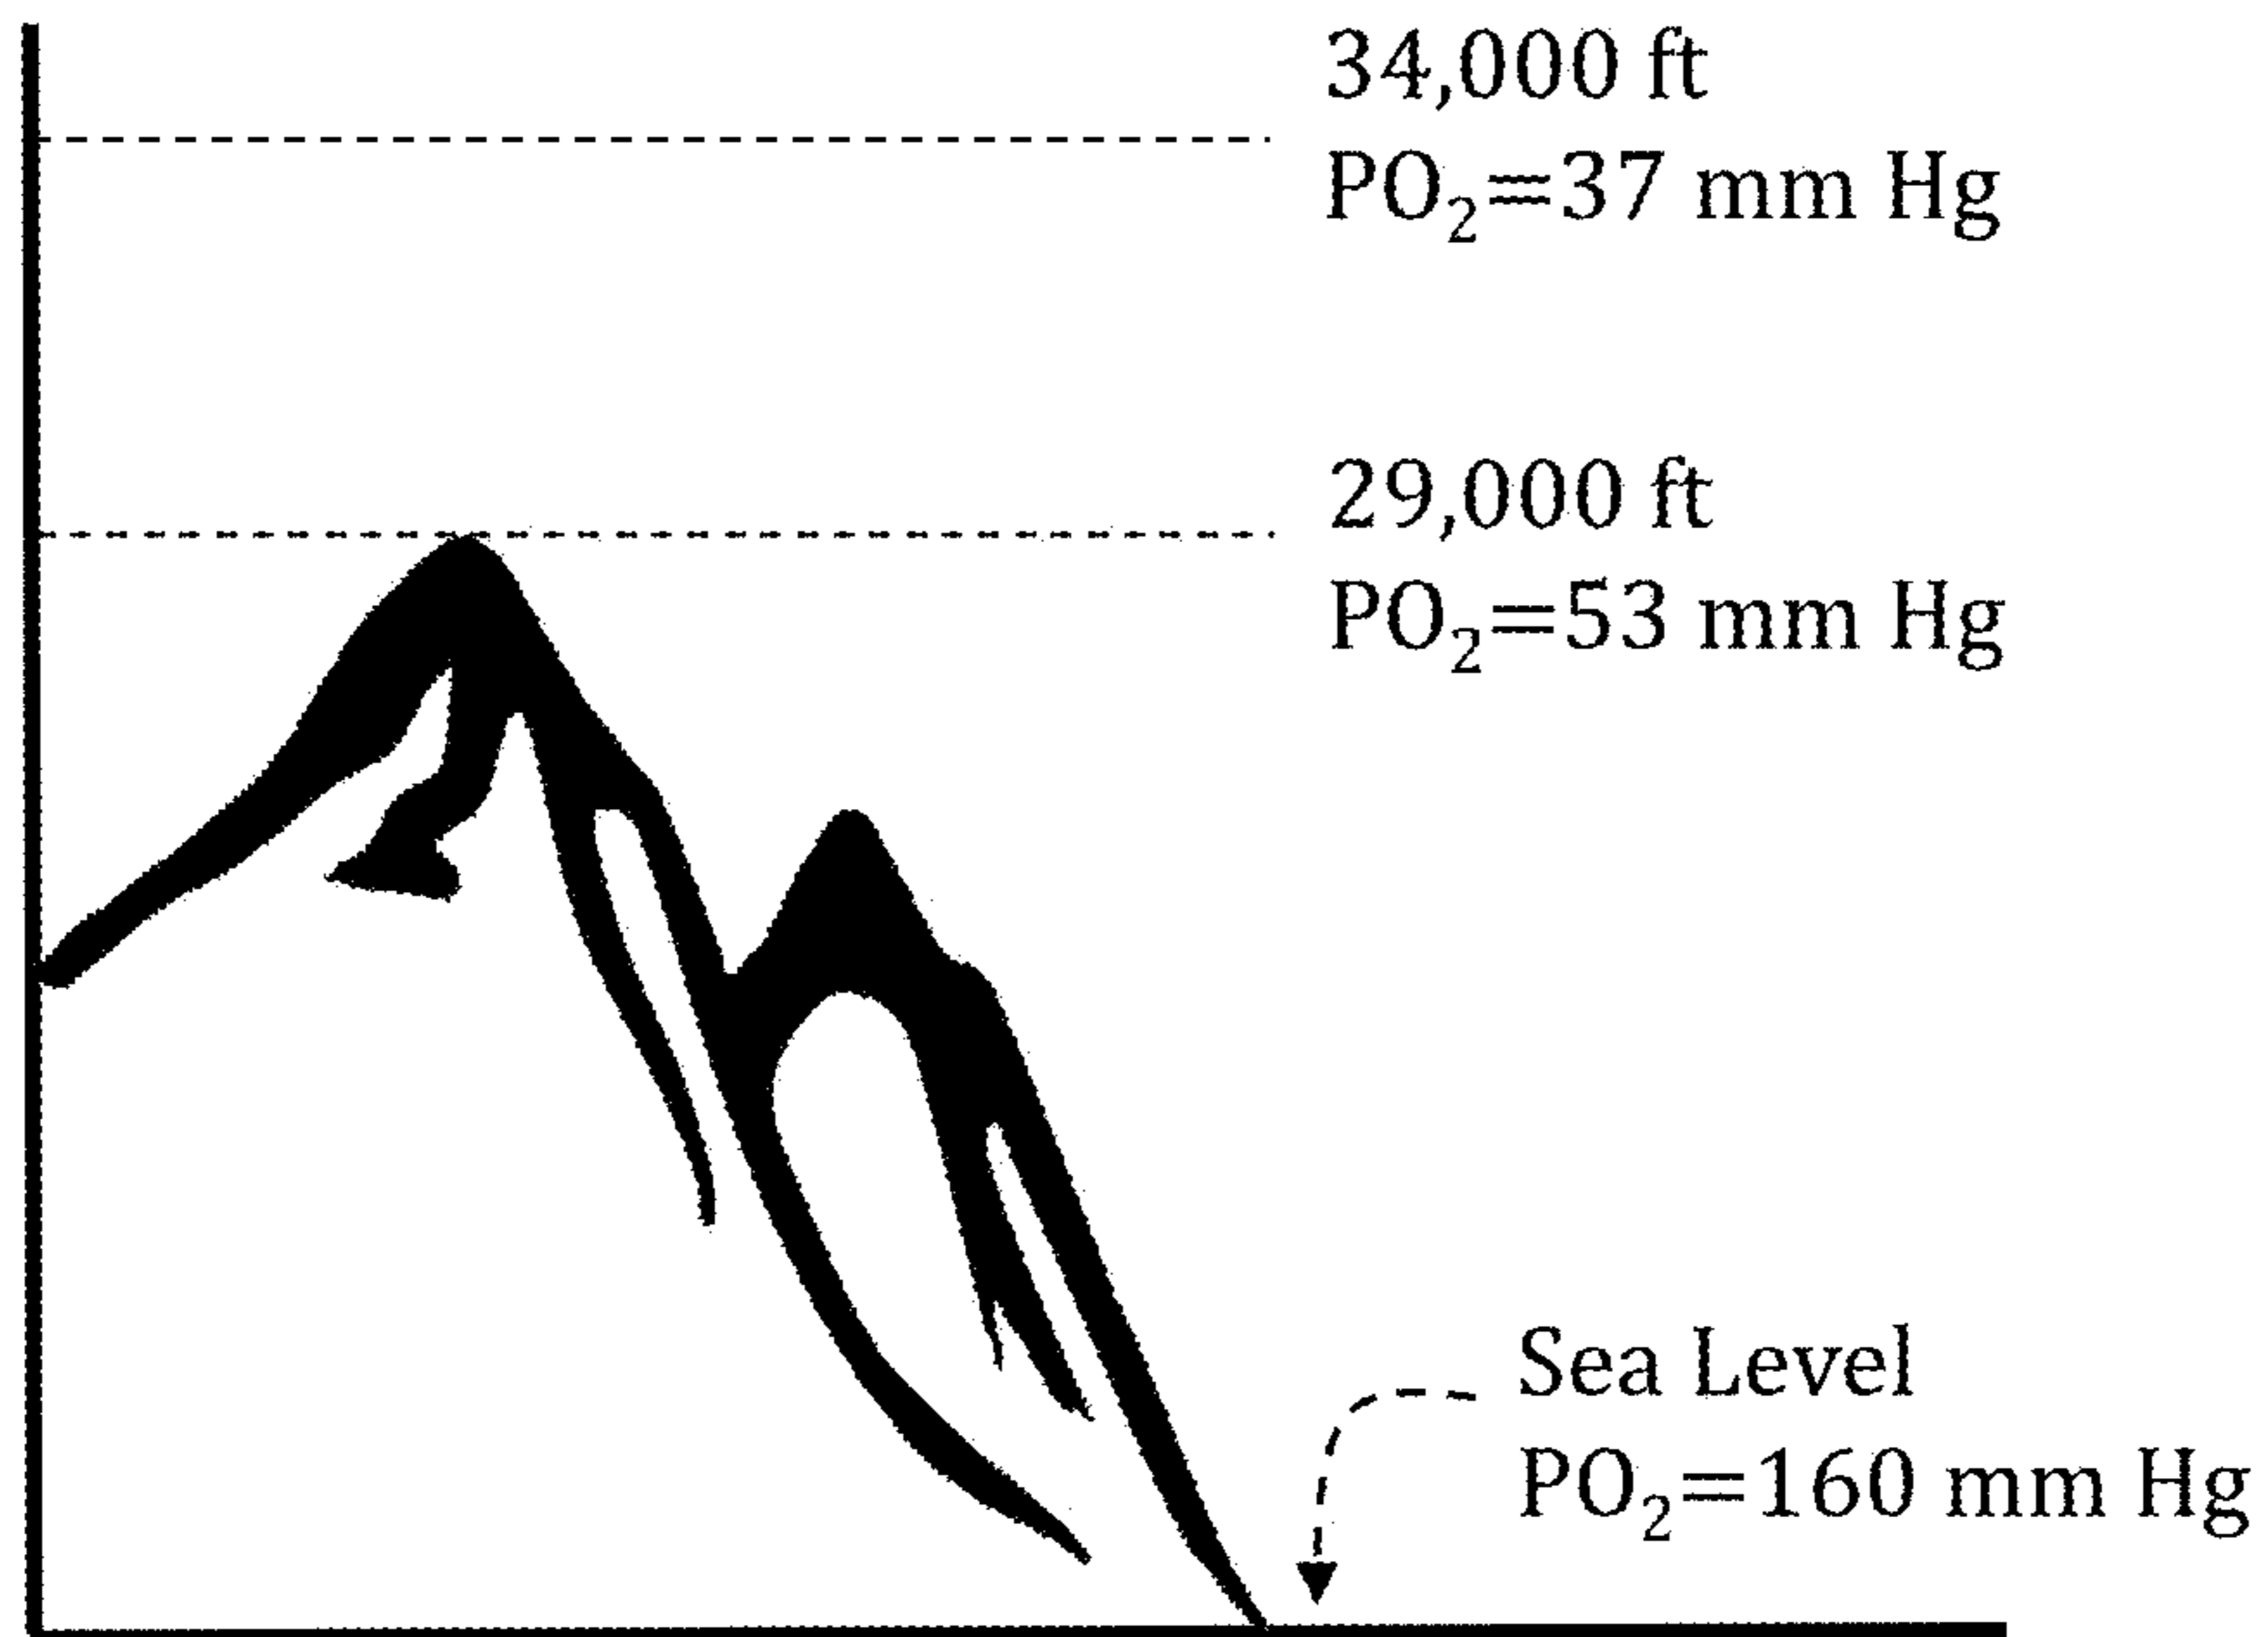 34,000 ft
PO₂=37 mm Hg
29,000 ft
PO₂=53 mm Hg
Sea Level
PO₂=160 mm Hg